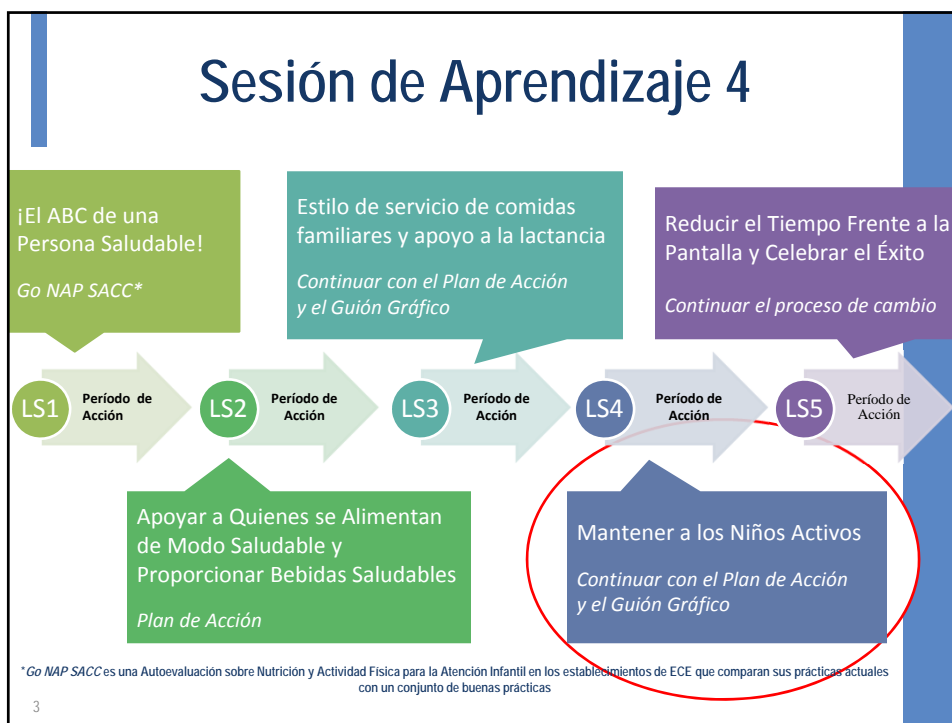 Sesión de Aprendizaje 4
¡El ABC de una
Persona Saludable!
Go NAP SACC*
Estilo de servicio de comidas
familiares y apoyo a la lactancia
Continuar con el Plan de Acción
y el Guión Gráfico
Reducir el Tiempo Frente a la
Pantalla y Celebrar el Éxito
Continuar el proceso de cambio
LS1
Período de
Acción
LS2
Período de
Acción
LS3
Período de
Acción
LS4
Período de
Acción
LS5
Período de
Acción
Apoyar a Quienes se Alimentan
de Modo Saludable y
Proporcionar Bebidas Saludables
Plan de Acción
Mantener a los Niños Activos
Continuar con el Plan de Acción
y el Guión Gráfico
*Go NAP SACC es una Autoevaluación sobre Nutrición y Actividad Física para la Atención Infantil en los establecimientos de ECE que comparan sus prácticas actuales
con un conjunto de buenas prácticas
3